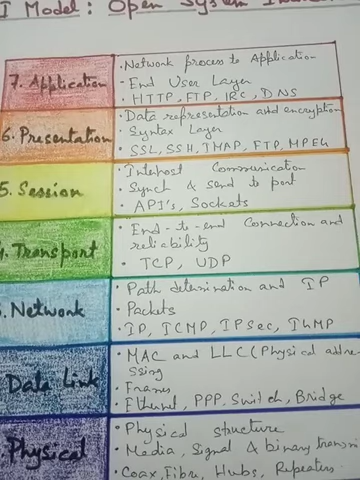 I Model: Open System
7. Application
· Network process to Application
- End User Layer
· HTTP, FTP, IRC, DNS
6. Presentation
· Data representation and encryption
· Syntax Layer
· SSL, SSH, IMAP, FTP, MPEG
5. Session
· Interhost Communication
· Synch & send to port
· API's, Sockets
4. Transport
· End-to-end Connection and
reliability
· TCP, UDP
. Network
· Path determination and IP
· Packets
· IP, ICMP, IPSec, IGMP
Data Link
· MAC and LLC (Physical addre-
ssing
· Frames
· Ethernet, PPP, Switch, Bridge
. Physical
· Physical structure
· Media, Signal & binary transmi
· Coax, Fibre, Hubs, Repeaters